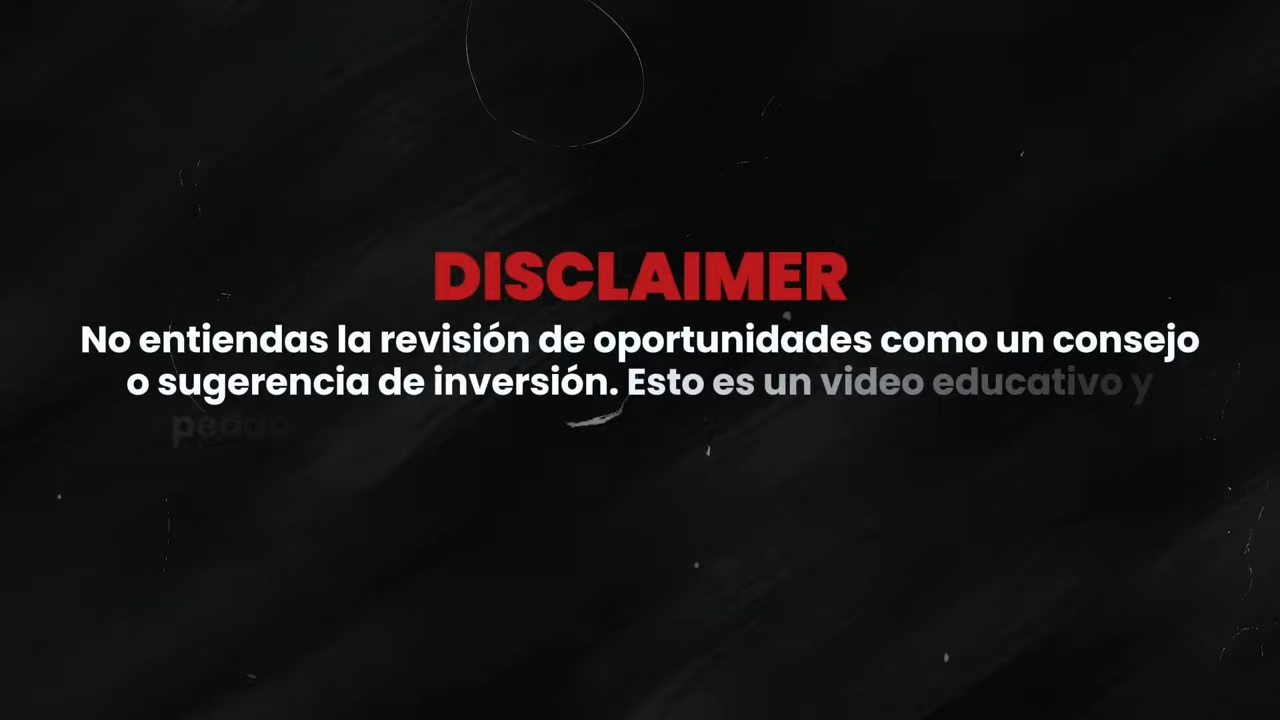 DISCLAIMER
No entiendas la revisión de oportunidades como un consejo
o sugerencia de inversión. Esto es un video educativo y